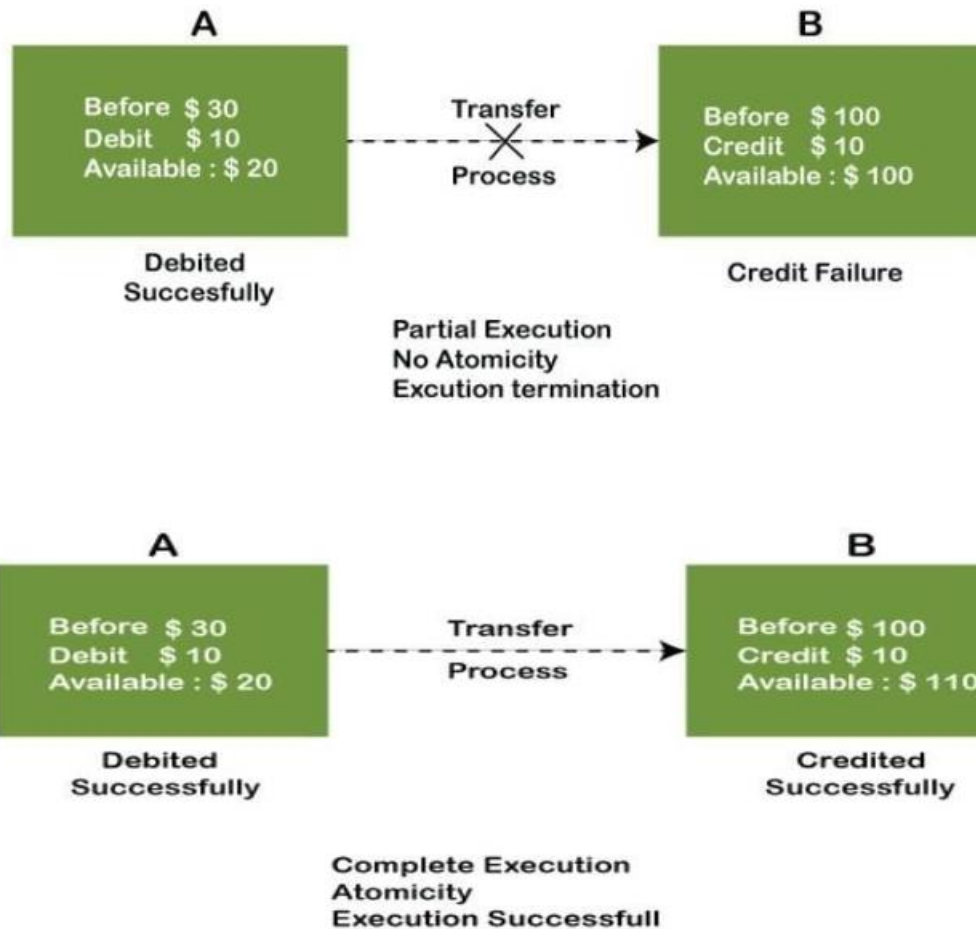 A
B
Before $ 30
Debit $ 10
Available : $ 20
Transfer
Process
Before $ 100
Credit $ 10
Available : $ 100
Debited
Succesfully
Credit Failure
Partial Execution
No Atomicity
Excution termination
A
B
Before $ 30
Debit $ 10
Available : $ 20
Transfer
Process
Before $ 100
Credit $ 10
Available : $ 110
Debited
Successfully
Credited
Successfully
Complete Execution
Atomicity
Execution Successfull